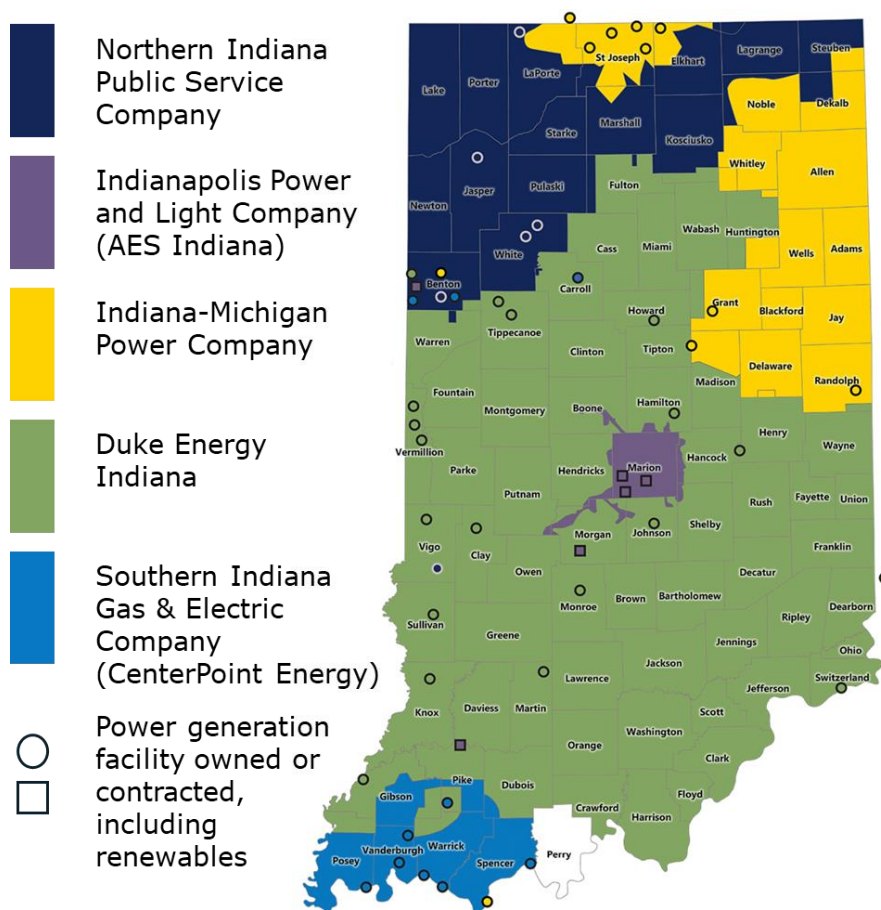 Northern Indiana
Public Service
Company
Indianapolis Power
and Light Company
(AES Indiana)
Indiana-Michigan
Power Company
Duke Energy
Indiana
Southern Indiana
Gas & Electric
Company
(CenterPoint Energy)
Power generation
facility owned or
contracted,
including
renewables
Lake
Porter
LaPorte
St Joseph
Elkhart
Lagrange
Steuben
Noble
Dekalb
Starke
Marshall
Kosciusko
Whitley
Allen
Newton
Jasper
Pulaski
Fulton
Wabash
Huntington
White
Cass
Miami
Wells
Adams
Benton
Carroll
Howard
Grant
Blackford
Jay
Warren
Tippecanoe
Clinton
Tipton
Delaware
Randolph
Madison
Fountain
Montgomery
Boone
Hamilton
Henry
Wayne
Vermillion
Parke
Putnam
Hendricks
Marion
Hancock
Rush
Fayette
Union
Vigo
Clay
Morgan
Johnson
Shelby
Franklin
Owen
Monroe
Brown
Bartholomew
Decatur
Dearborn
Ripley
Sullivan
Greene
Jennings
Ohio
Switzerland
Lawrence
Jackson
Jefferson
Knox
Daviess
Martin
Scott
Washington
Orange
Clark
Gibson
Pike
Dubois
Crawford
Floyd
Harrison
Posey
Vanderburgh
Warrick
Spencer
Perry